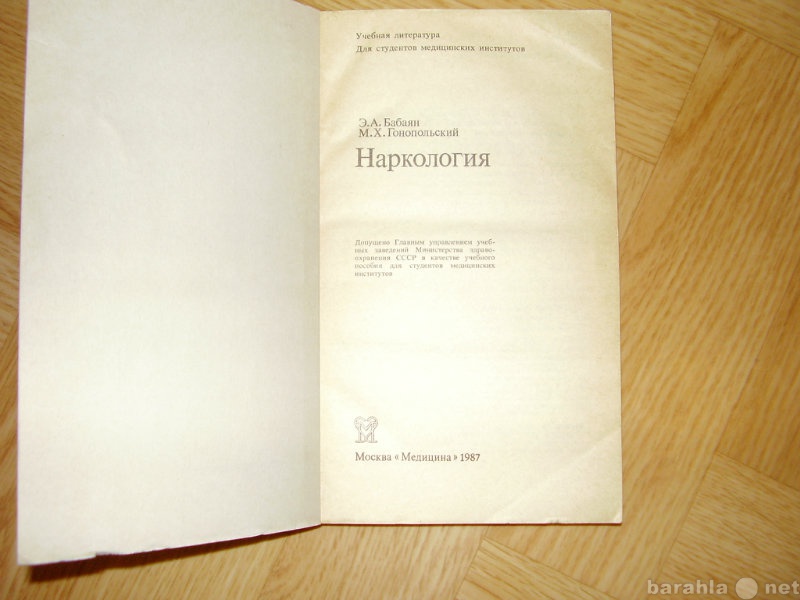 Учебная литература
Для студентов медицинских институтов
Э.А. Бабаян
М.Х. Гонопольский
Наркология
Допущено Главным управлением учеб-
ных заведений Министерства здраво-
охранения СССР в качестве учебного
пособия для студентов медицинских
институтов
Москва «Медицина» 1987
barahla net